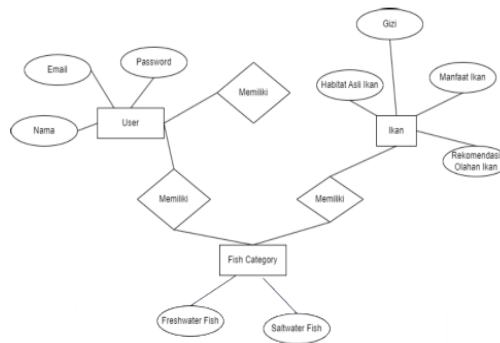 Gizi
Email
Password
Habitat Asli Ikan
Manfaat Ikan
Memiliki
User
Nama
Ikan
Rekomendasi
Olahan Ikan
Memiliki
Memiliki
Fish Category
Freshwater Fish
Saltwater Fish